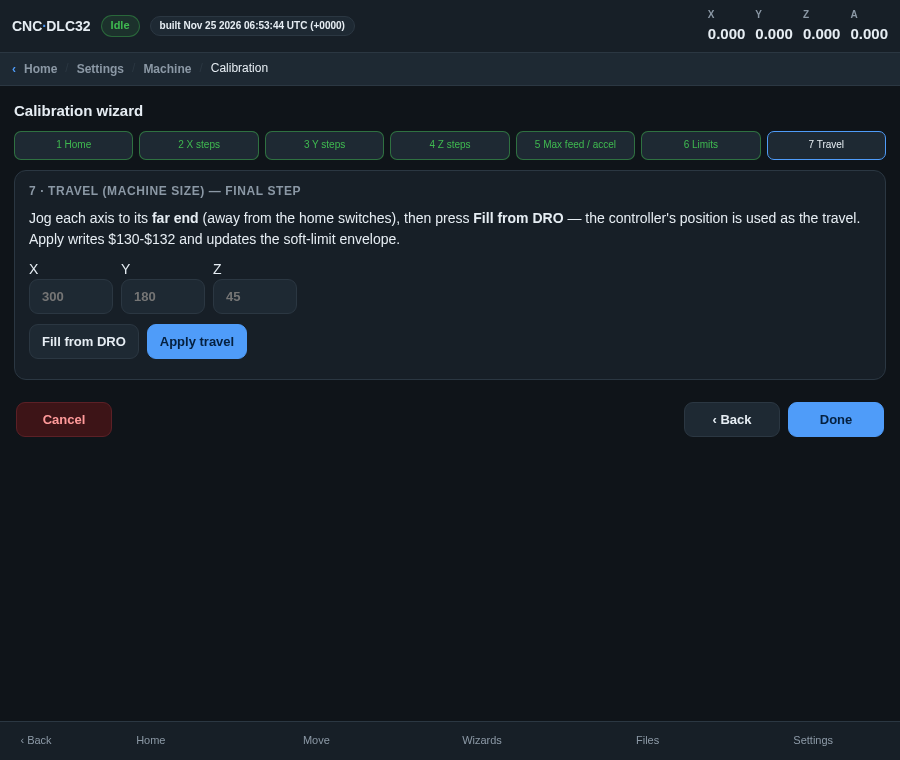 CNC·DLC32 Idle built Nov 25 2026 06:53:44 UTC (+0000) X Y Z A
0.000 0.000 0.000 0.000
‹ Home / Settings / Machine / Calibration
Calibration wizard
1 Home 2 X steps 3 Y steps 4 Z steps 5 Max feed / accel 6 Limits 7 Travel
7 · TRAVEL (MACHINE SIZE) — FINAL STEP
Jog each axis to its far end (away from the home switches), then press Fill from DRO — the controller's position is used as the travel.
Apply writes $130-$132 and updates the soft-limit envelope.
X Y Z
300 180 45
Fill from DRO Apply travel
Cancel ‹ Back Done
‹ Back Home Move Wizards Files Settings